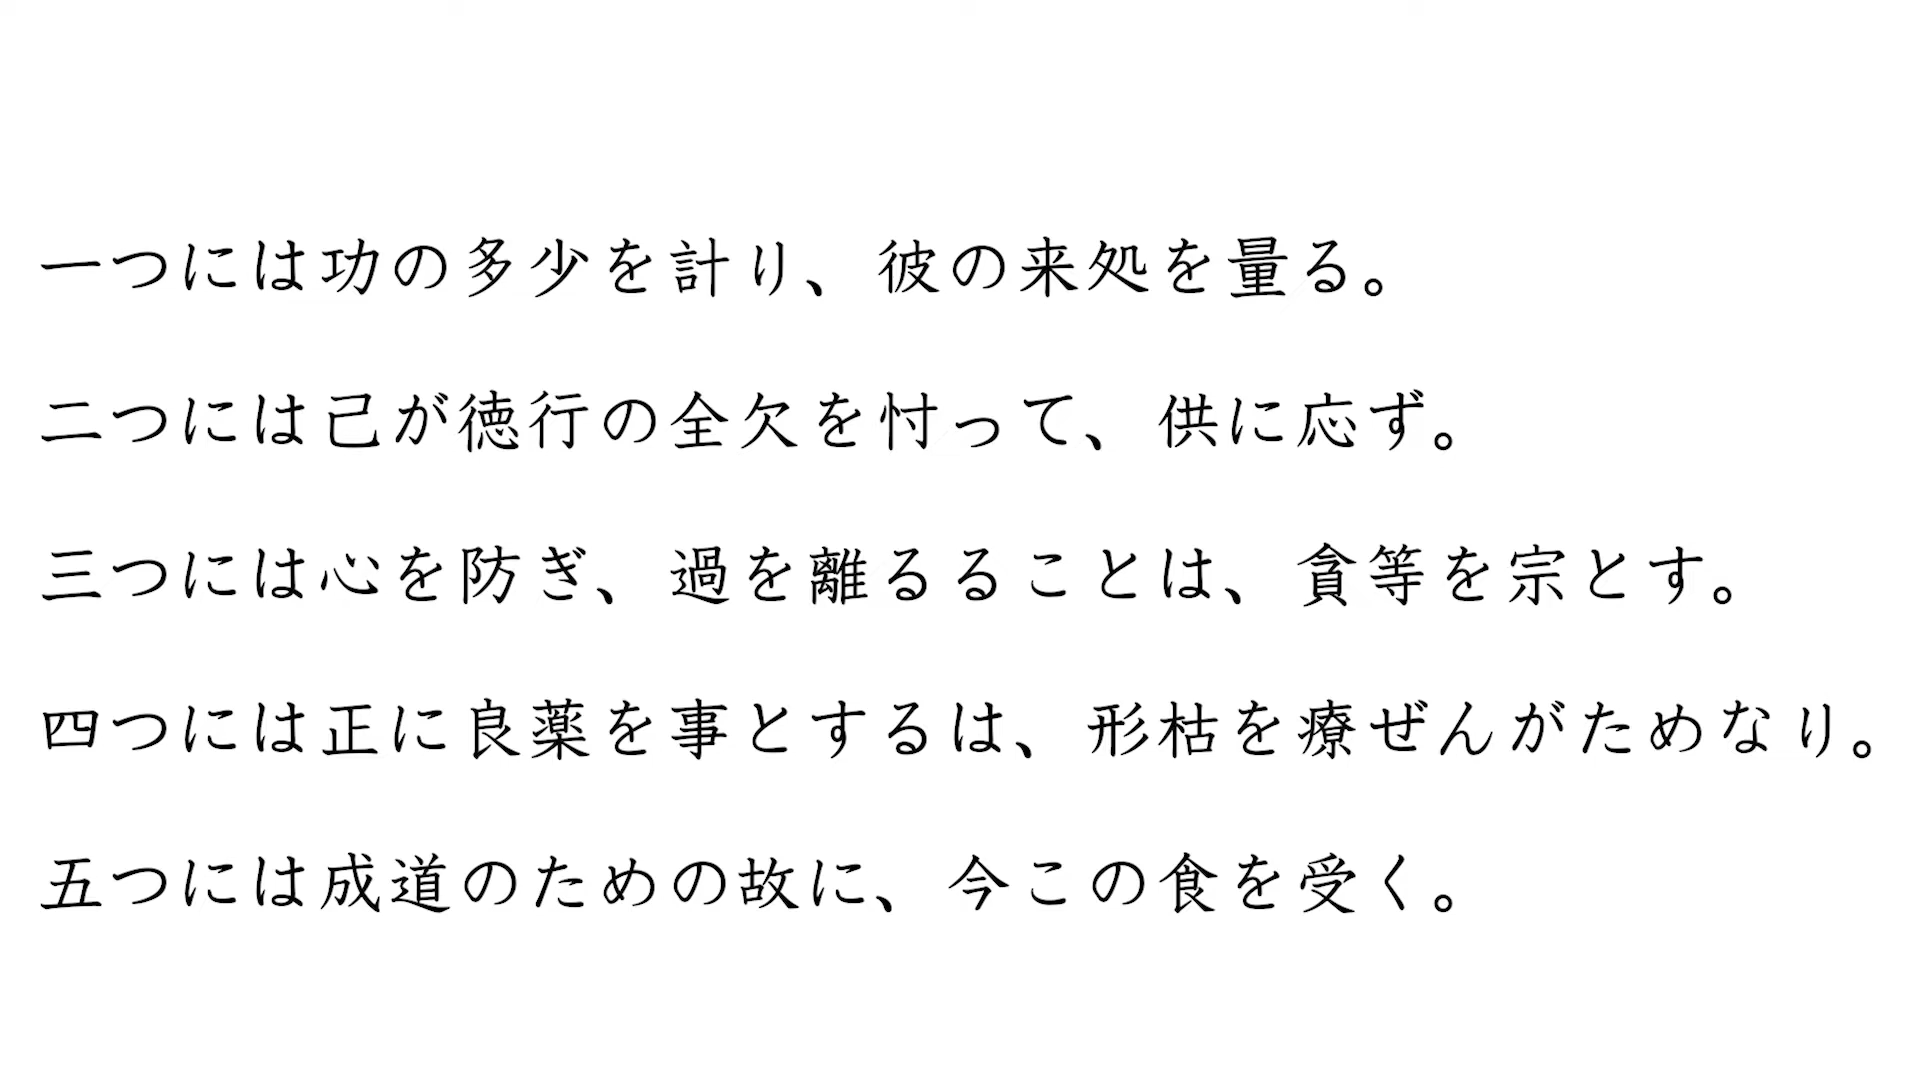 一つには功の多少を計り、彼の来処を量る。
二つには己が徳行の全欠を忖って、供に応ず。
三つには心を防ぎ、過を離るることは、貪等を宗とす。
四つには正に良薬を事とするは、形枯を療ぜんがためなり。
五つには成道のための故に、今この食を受く。